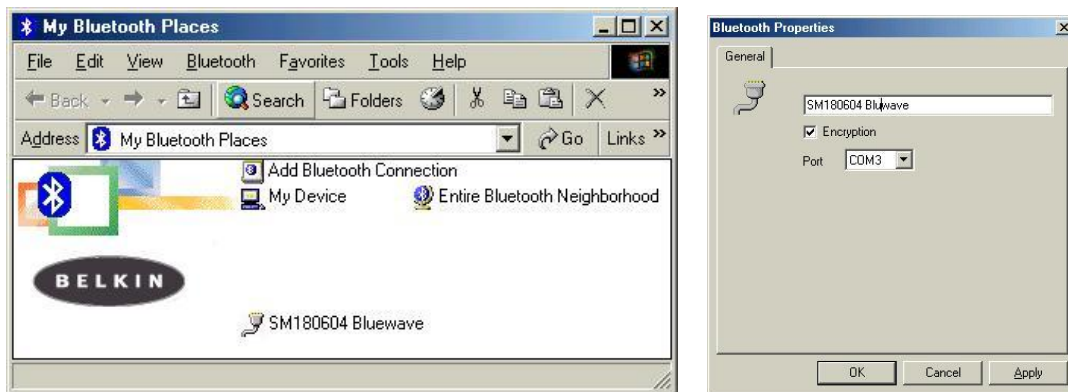 My Bluetooth Places
File Edit View Bluetooth Favorites Tools Help
Back Search Folders »
Address My Bluetooth Places Go Links »
Add Bluetooth Connection
My Device Entire Bluetooth Neighborhood
BELKIN
SM180604 Bluewave
Bluetooth Properties
General
SM180604 Bluwave
Encryption
Port COM3
OK Cancel Apply